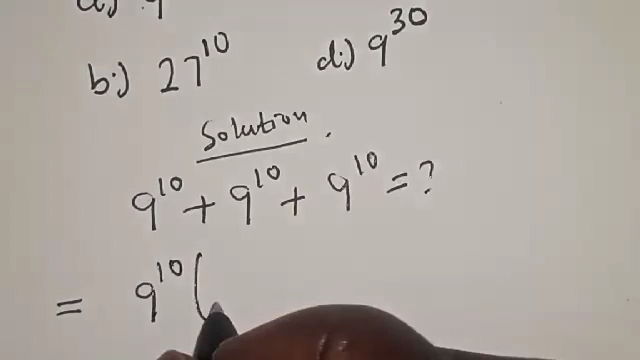 b:) 27^10 d:) 9^30
Solution.
9^10 + 9^10 + 9^10 = ?
= 9^10 (